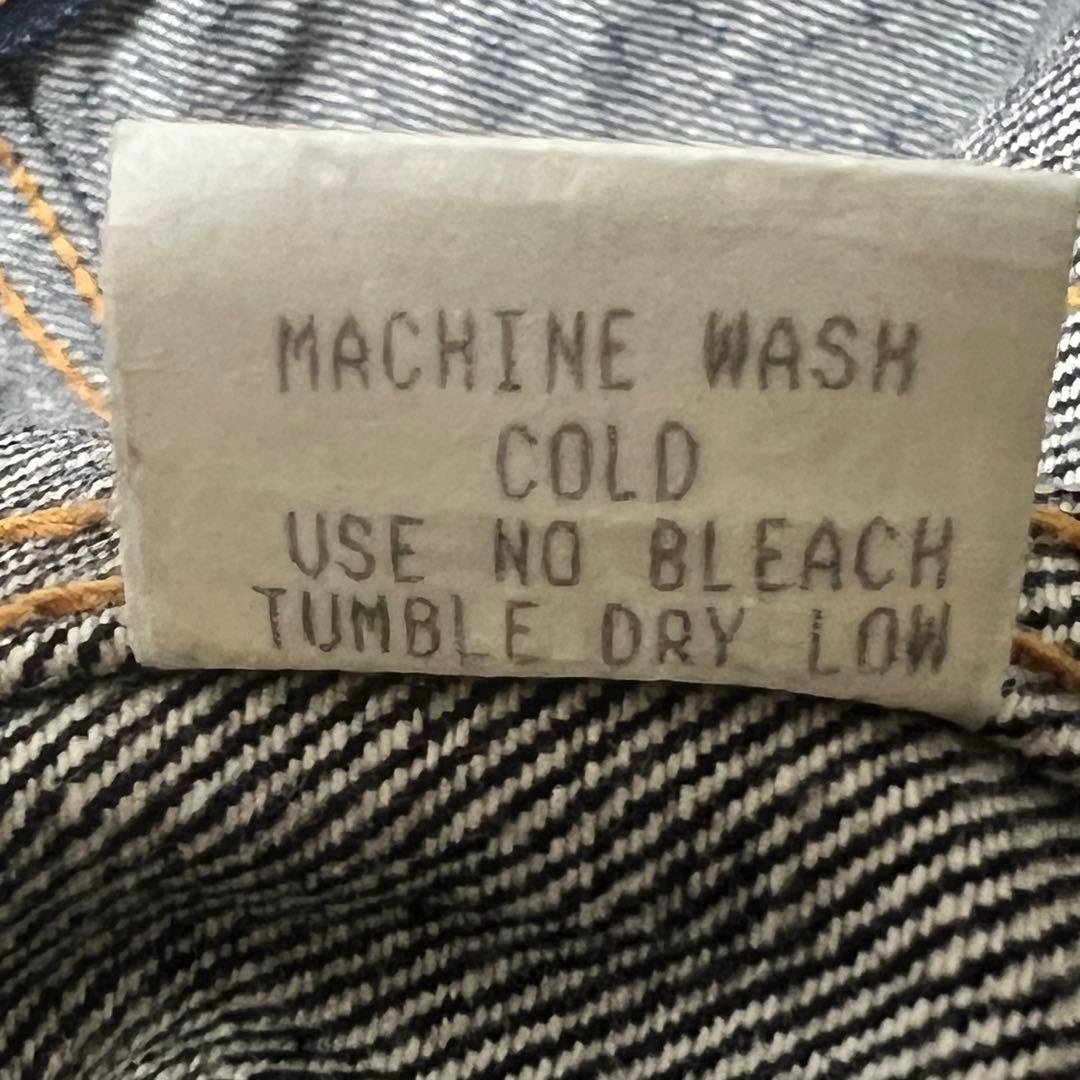 MACHINE WASH
COLD
USE NO BLEACH
TUMBLE DRY LOW